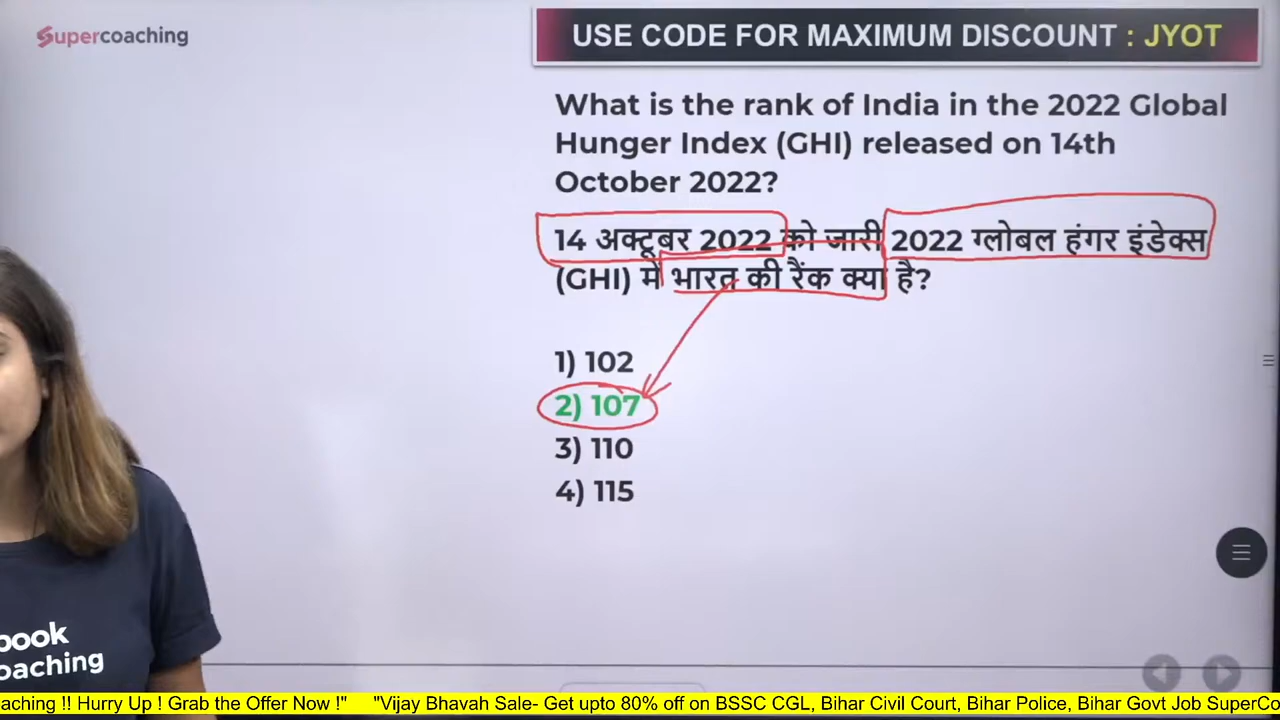 Supercoaching
USE CODE FOR MAXIMUM DISCOUNT : JYOT
What is the rank of India in the 2022 Global
Hunger Index (GHI) released on 14th
October 2022?
14 अक्टूबर 2022 को जारी 2022 ग्लोबल हंगर इंडेक्स
(GHI) में भारत की रैंक क्या है?
1) 102
2) 107
3) 110
4) 115
book
oaching
aching !! Hurry Up ! Grab the Offer Now !" "Vijay Bhavah Sale- Get upto 80% off on BSSC CGL, Bihar Civil Court, Bihar Police, Bihar Govt Job SuperCo